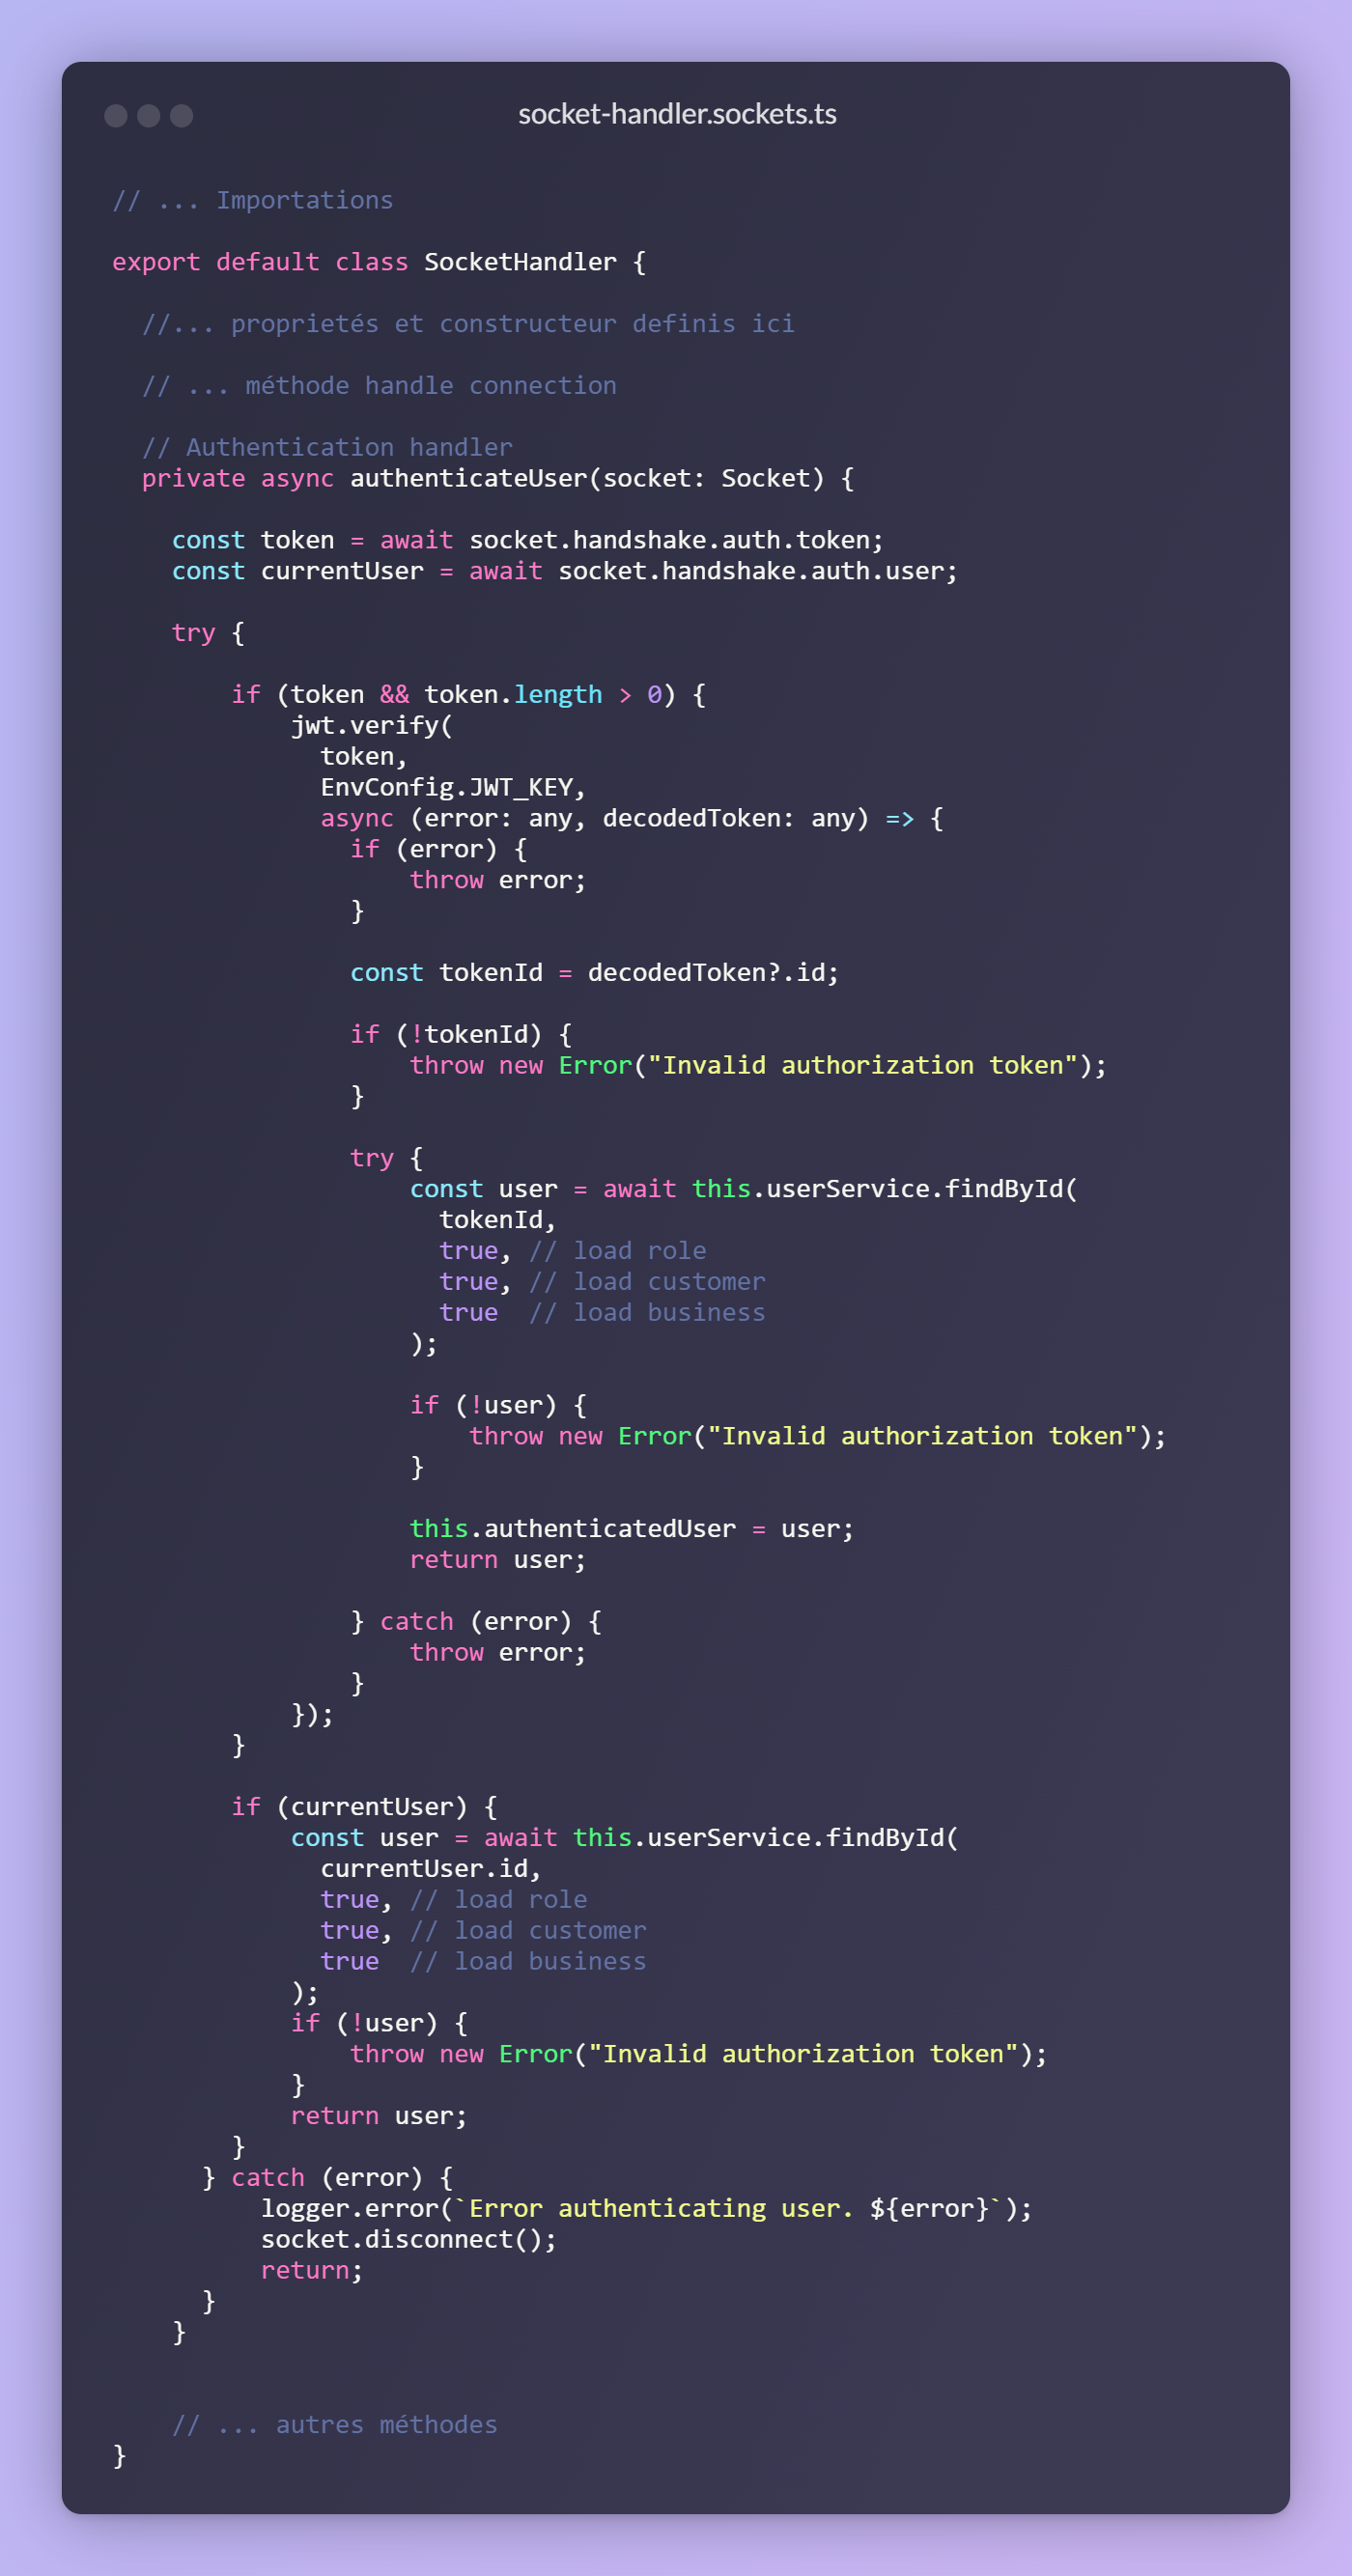 socket-handler.sockets.ts
// ... Importations
export default class SocketHandler {
//... proprietés et constructeur definis ici
// ... méthode handle connection
// Authentication handler
private async authenticateUser(socket: Socket) {
const token = await socket.handshake.auth.token;
const currentUser = await socket.handshake.auth.user;
try {
if (token && token.length > 0) {
jwt.verify(
token,
EnvConfig.JWT_KEY,
async (error: any, decodedToken: any) => {
if (error) {
throw error;
}
const tokenId = decodedToken?.id;
if (!tokenId) {
throw new Error("Invalid authorization token");
}
try {
const user = await this.userService.findById(
tokenId,
true, // load role
true, // load customer
true  // load business
);
if (!user) {
throw new Error("Invalid authorization token");
}
this.authenticatedUser = user;
return user;
} catch (error) {
throw error;
}
});
}
if (currentUser) {
const user = await this.userService.findById(
currentUser.id,
true, // load role
true, // load customer
true  // load business
);
if (!user) {
throw new Error("Invalid authorization token");
}
return user;
}
} catch (error) {
logger.error(`Error authenticating user. ${error}`);
socket.disconnect();
return;
}
}
// ... autres méthodes
}